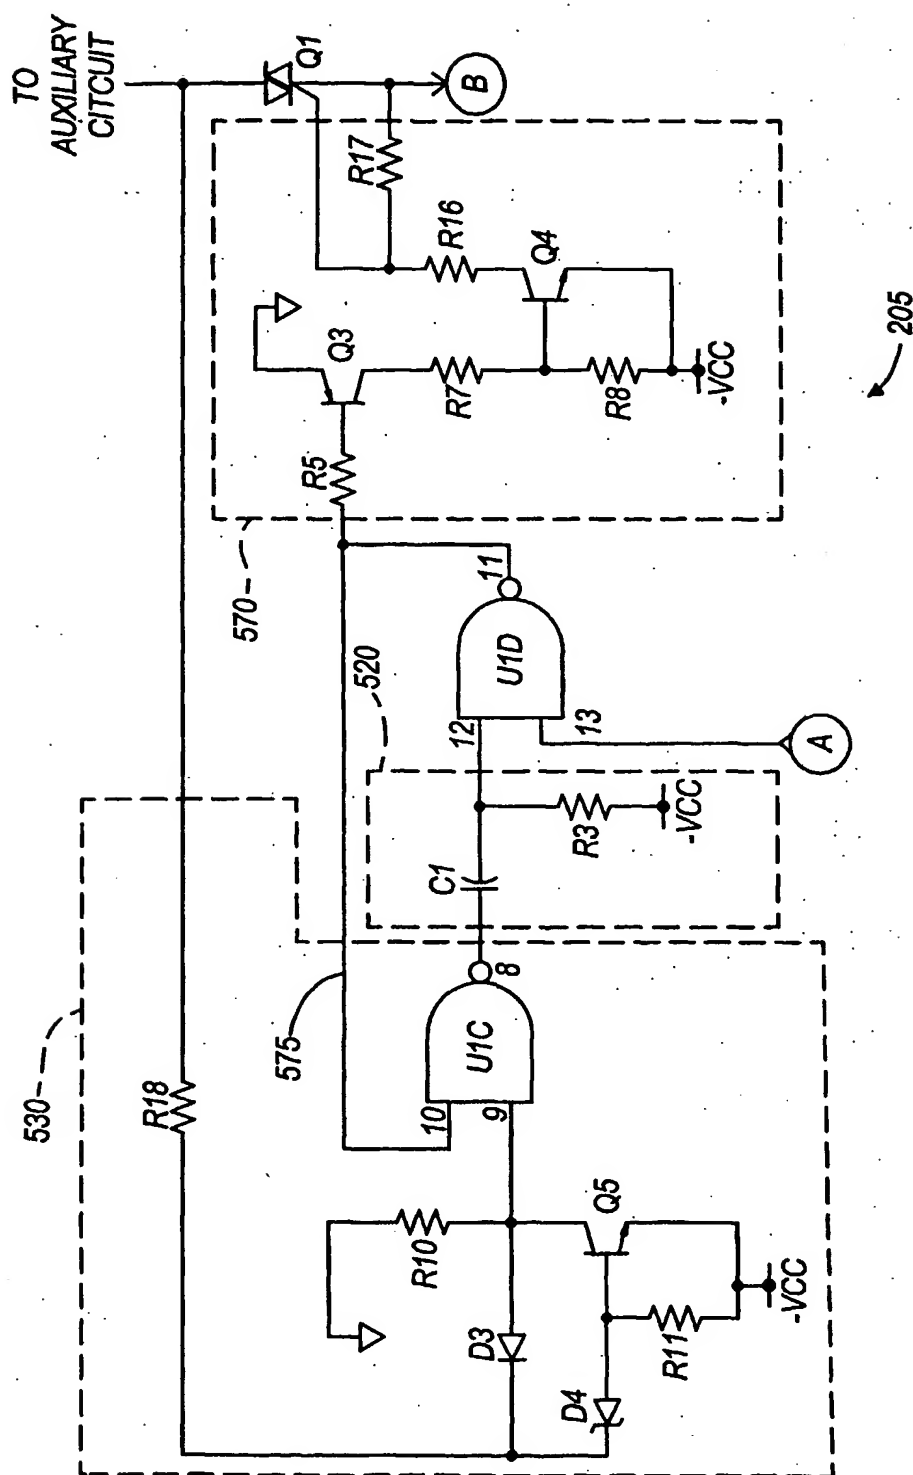 TO
AUXILIARY
CITCUIT
Q1
B
R17
R16
Q4
Q3
R7
R8
-VCC
R5
205
570
520
11
U1D
12
13
A
R3
-VCC
C1
530
R18
575
8
U1C
10
9
R10
Q5
D3
D4
R11
-VCC